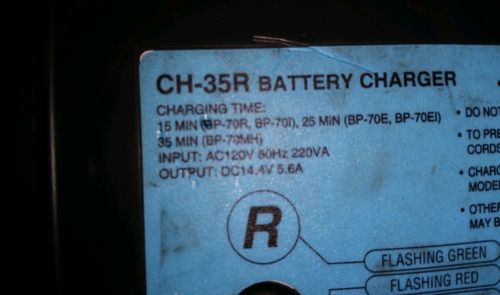 CH-35R BATTERY CHARGER
CHARGING TIME:
15 MIN (BP-70R, BP-70I), 25 MIN (BP-70E, BP-70EI)
35 MIN (BP-70MH)
INPUT: AC120V 60Hz 220VA
OUTPUT: DC14.4V 5.6A
R
FLASHING GREEN
FLASHING RED
• DO NOT
• TO PRE
CORDS
• CHARG
MODEL
• OTHE
MAY B